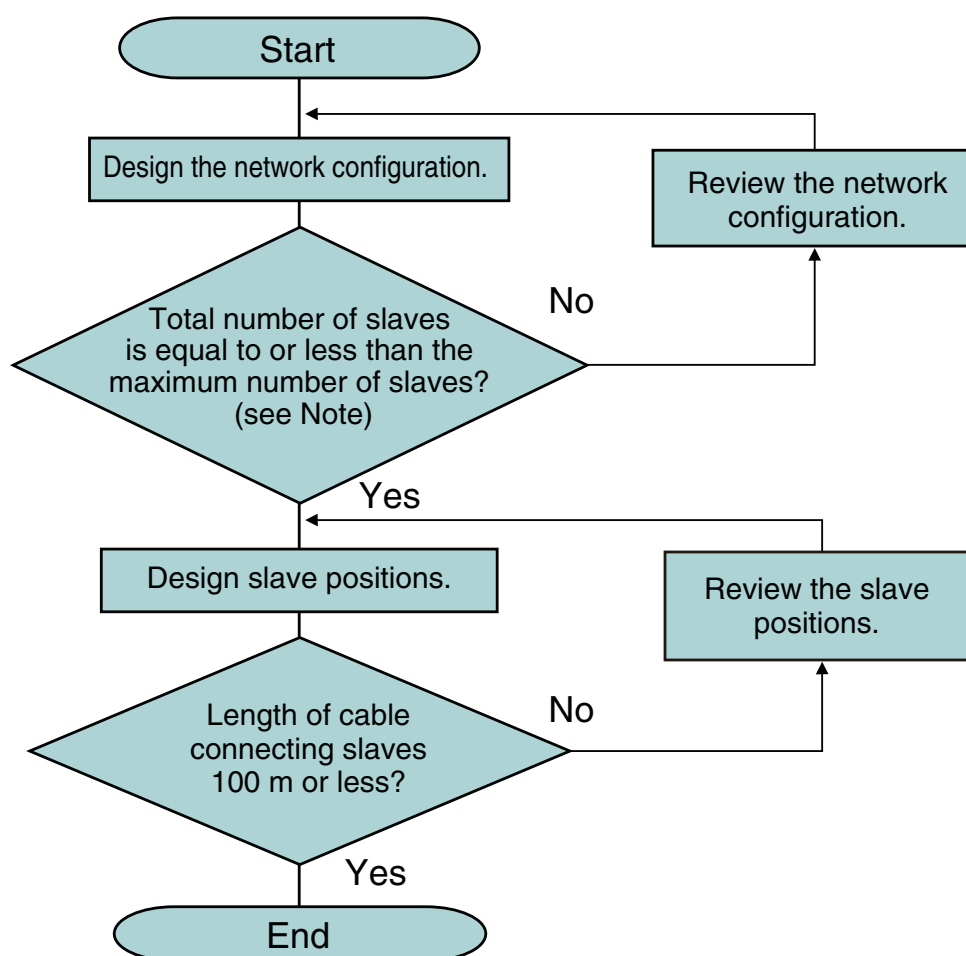 Start
Design the network configuration.
Review the network
configuration.
No
Total number of slaves
is equal to or less than the
maximum number of slaves?
(see Note)
Yes
Design slave positions.
Review the slave
positions.
No
Length of cable
connecting slaves
100 m or less?
Yes
End